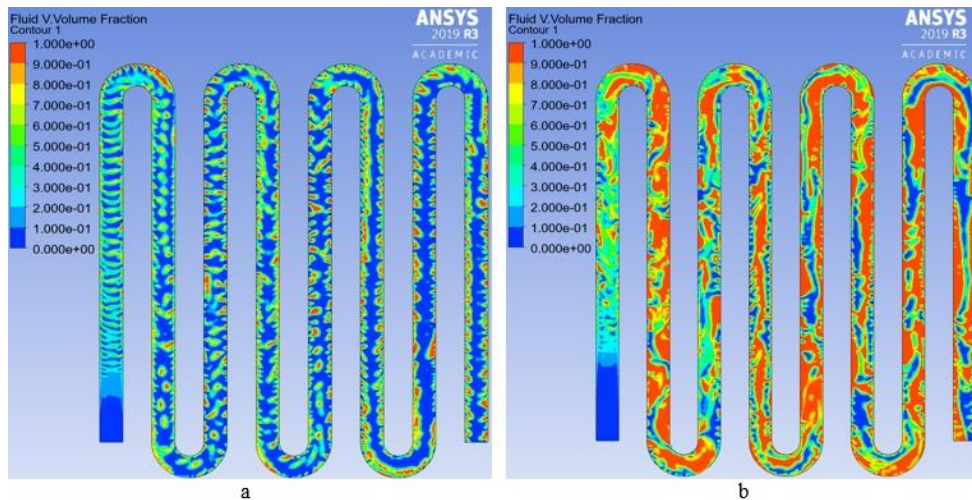 Fluid V.Volume Fraction
Contour 1
1.000e+00
9.000e-01
8.000e-01
7.000e-01
6.000e-01
5.000e-01
4.000e-01
3.000e-01
2.000e-01
1.000e-01
0.000e+00
ANSYS
2019 R3
ACADEMIC
a
Fluid V.Volume Fraction
Contour 1
1.000e+00
9.000e-01
8.000e-01
7.000e-01
6.000e-01
5.000e-01
4.000e-01
3.000e-01
2.000e-01
1.000e-01
0.000e+00
ANSYS
2019 R3
ACADEMIC
b